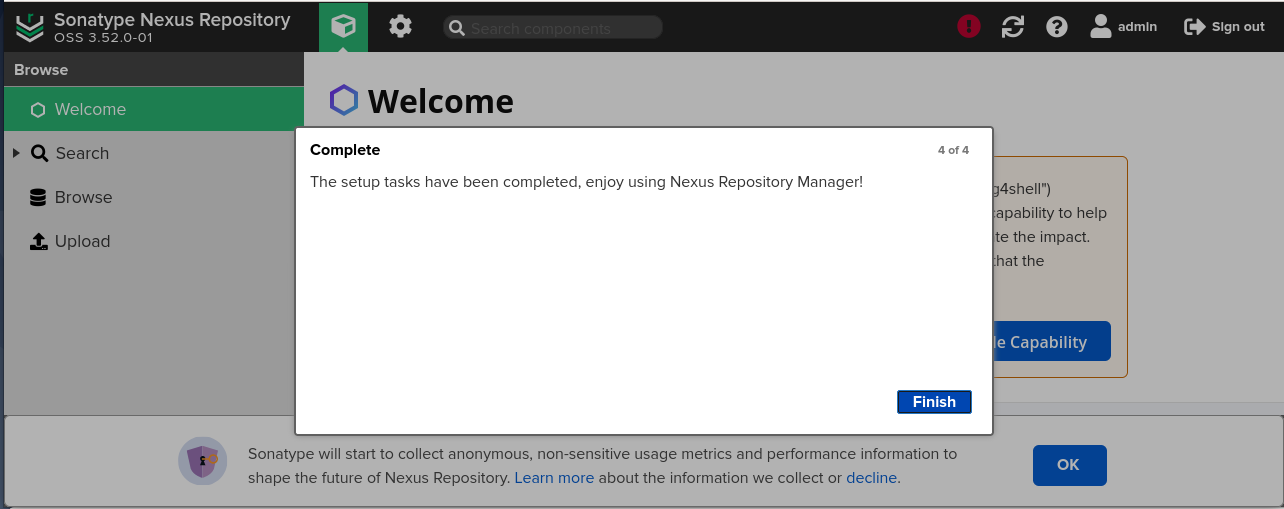 Sonatype Nexus Repository
OSS 3.52.0-01
Search components
admin
Sign out
Browse
Welcome
Search
Browse
Upload
Welcome
Complete
4 of 4
The setup tasks have been completed, enjoy using Nexus Repository Manager!
Finish
g4shell")
capability to help
te the impact.
that the
le Capability
Sonatype will start to collect anonymous, non-sensitive usage metrics and performance information to
shape the future of Nexus Repository. Learn more about the information we collect or decline.
OK